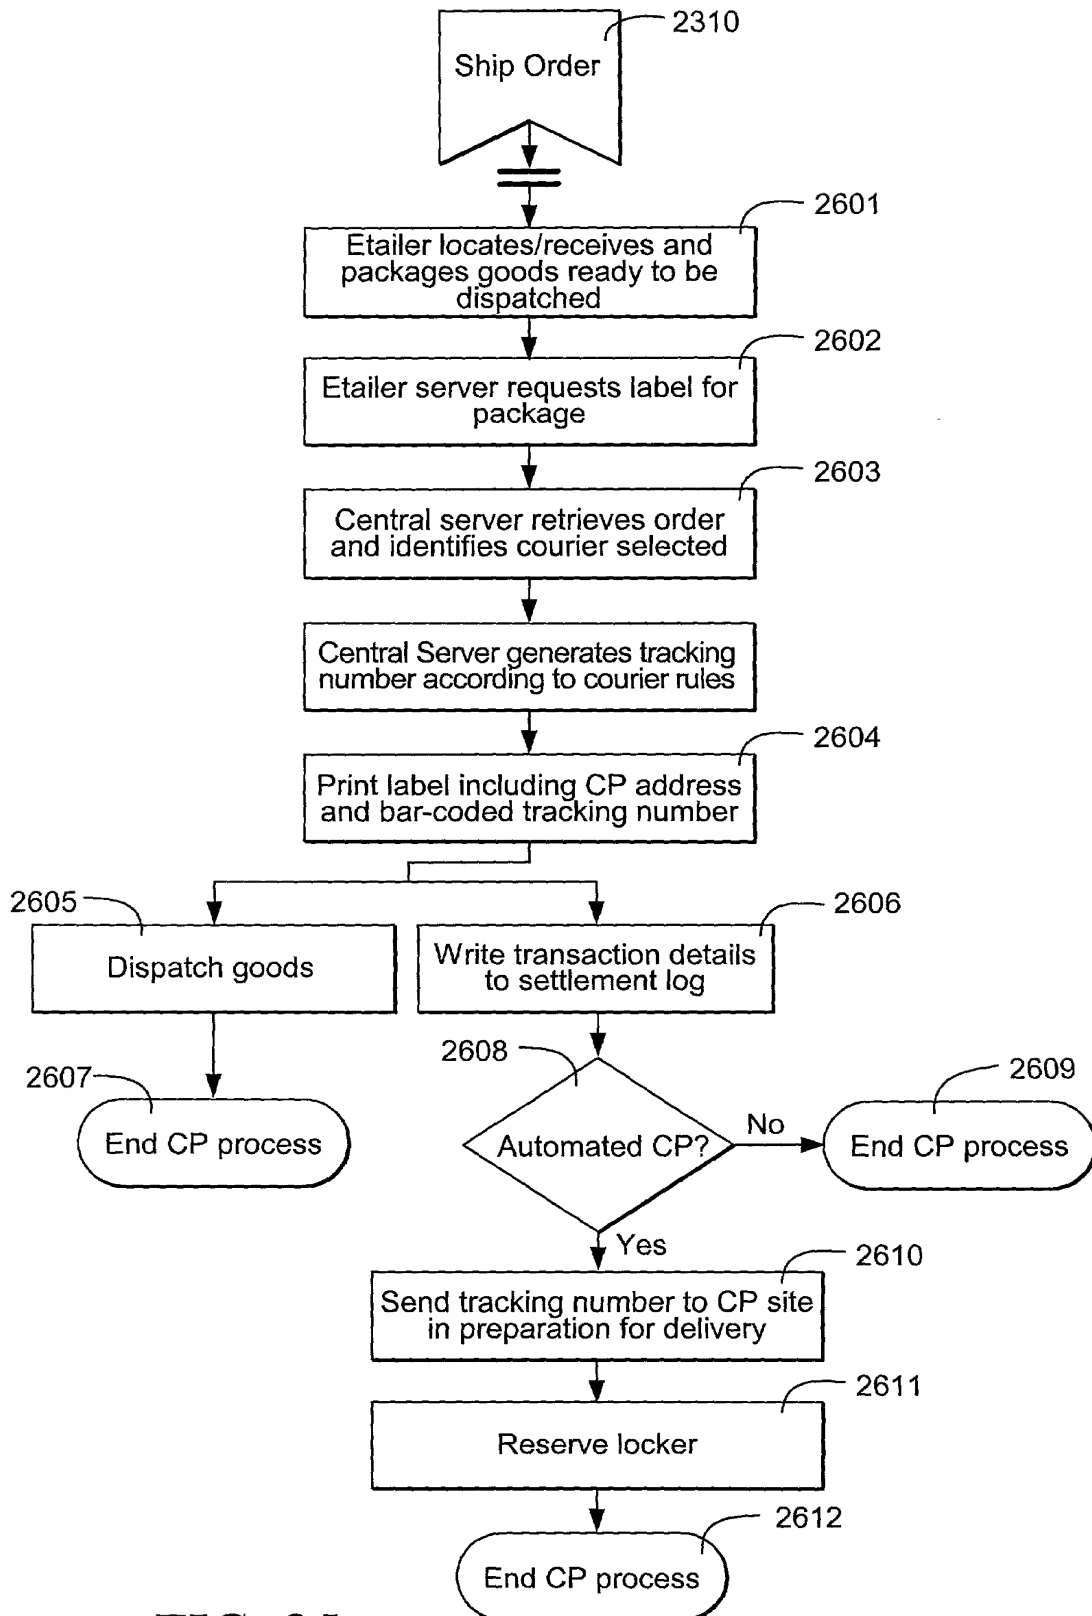 2310
Ship Order
2601
Etailer locates/receives and
packages goods ready to be
dispatched
2602
Etailer server requests label for
package
2603
Central server retrieves order
and identifies courier selected
Central Server generates tracking
number according to courier rules
2604
Print label including CP address
and bar-coded tracking number
2605
Dispatch goods
2606
Write transaction details
to settlement log
2607
End CP process
2608
Automated CP?
No
2609
End CP process
Yes
2610
Send tracking number to CP site
in preparation for delivery
2611
Reserve locker
2612
End CP process